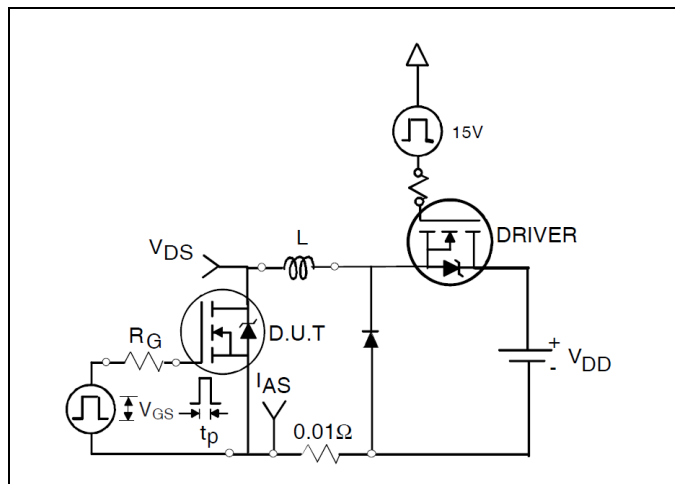 15V
DRIVER
L
VDS
D.U.T
RG
VDD
+
-
IAS
VGS
tp
0.01Ω